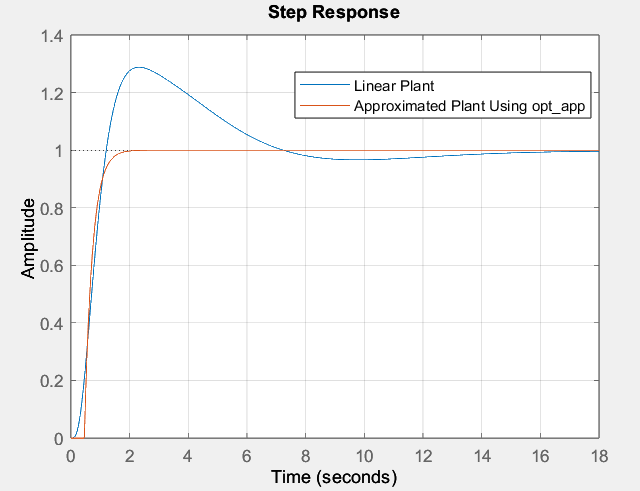 Step Response
1.4
1.2
1
0.8
0.6
0.4
0.2
0
Amplitude
Linear Plant
Approximated Plant Using opt_app
0 2 4 6 8 10 12 14 16 18
Time (seconds)